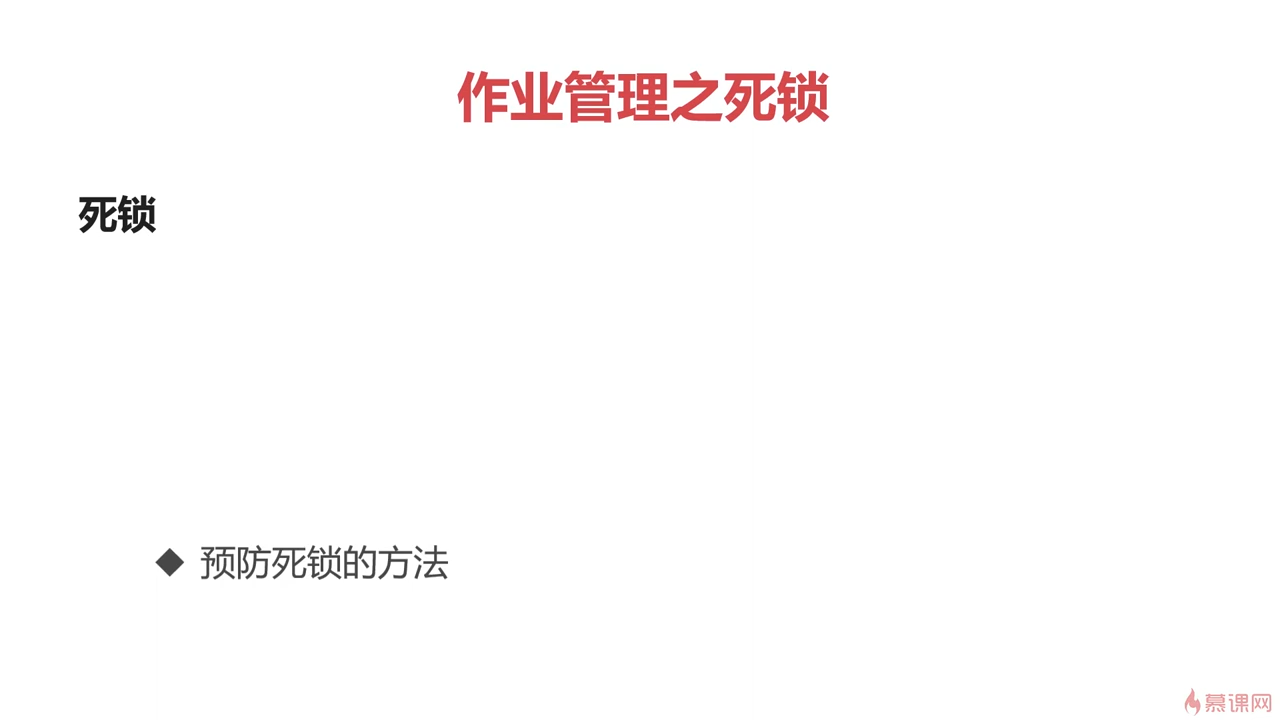 作业管理之死锁
死锁
◆ 预防死锁的方法
慕课网